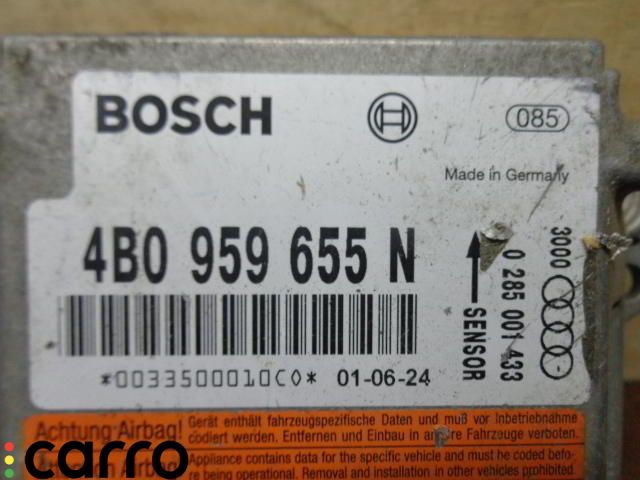 BOSCH
085
Made in Germany
4B0 959 655 N
SENSOR
0 285 001 433
3000
*0033500010C0* 01-06-24
Achtung-Airbag! Gerät enthält fahrzeugspezifische Daten und muß vor Inbetriebnahme
codiert werden. Entfernen und Einbau in andere Fahrzeuge verboten.
Airbag! Appliance contains data for the specific vehicle and must be coded befo-
re being operated. Removal and installation in other vehicles prohibited.
carro